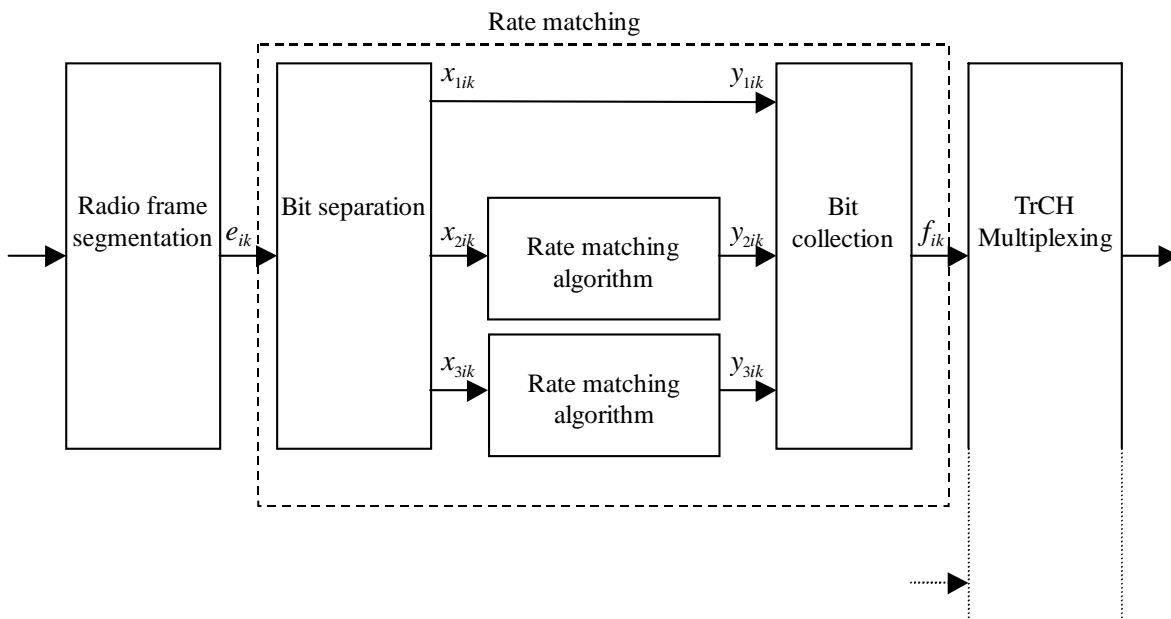 Rate matching
Radio frame
segmentation
e_ik
Bit separation
x_1ik
y_1ik
x_2ik
Rate matching
algorithm
y_2ik
x_3ik
Rate matching
algorithm
y_3ik
Bit
collection
f_ik
TrCH
Multiplexing